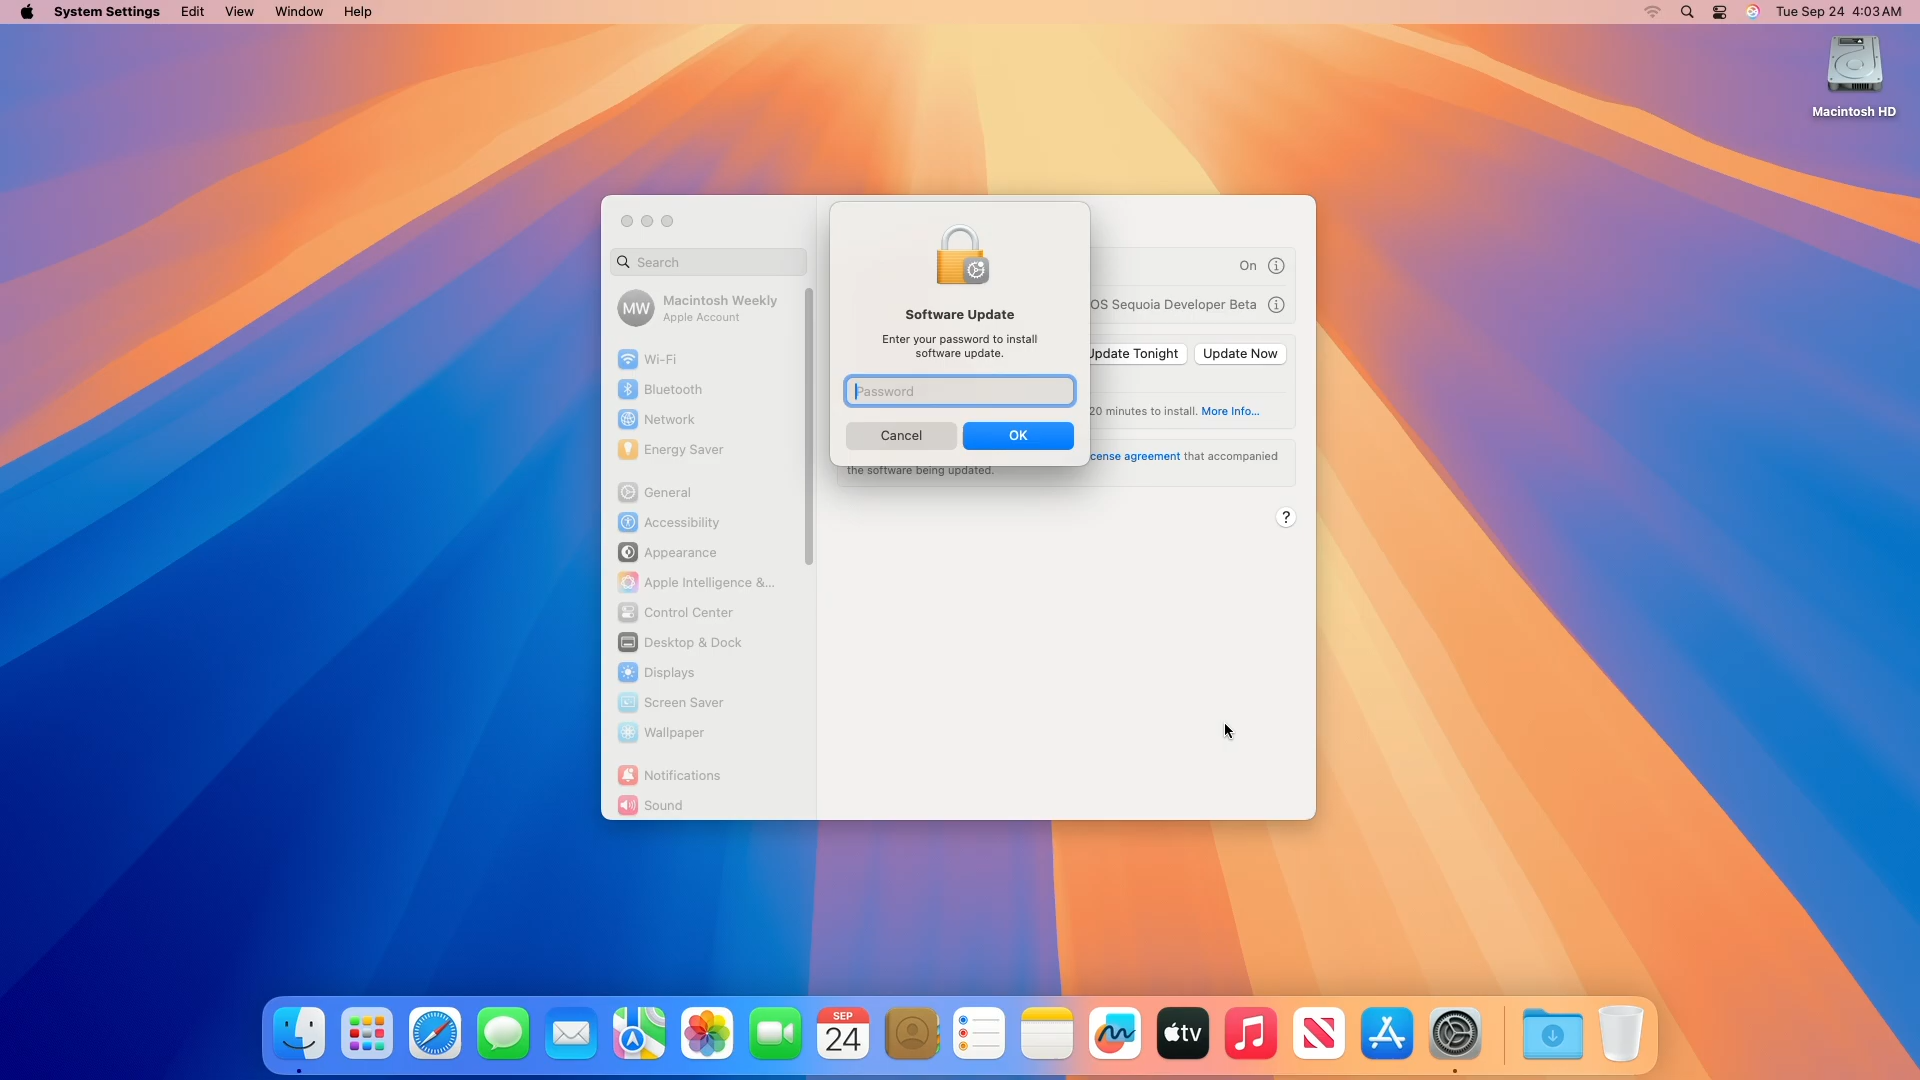 System Settings Edit View Window Help
Tue Sep 24 4:03 AM
Macintosh HD
Search
MW
Macintosh Weekly
Apple Account
Wi-Fi
Bluetooth
Network
Energy Saver
General
Accessibility
Appearance
Apple Intelligence &...
Control Center
Desktop & Dock
Displays
Screen Saver
Wallpaper
Notifications
Sound
Software Update
Enter your password to install
software update.
Password
Cancel OK
On
OS Sequoia Developer Beta
Update Tonight Update Now
20 minutes to install. More Info...
cense agreement that accompanied
the software being updated.
?
SEP
24
tv